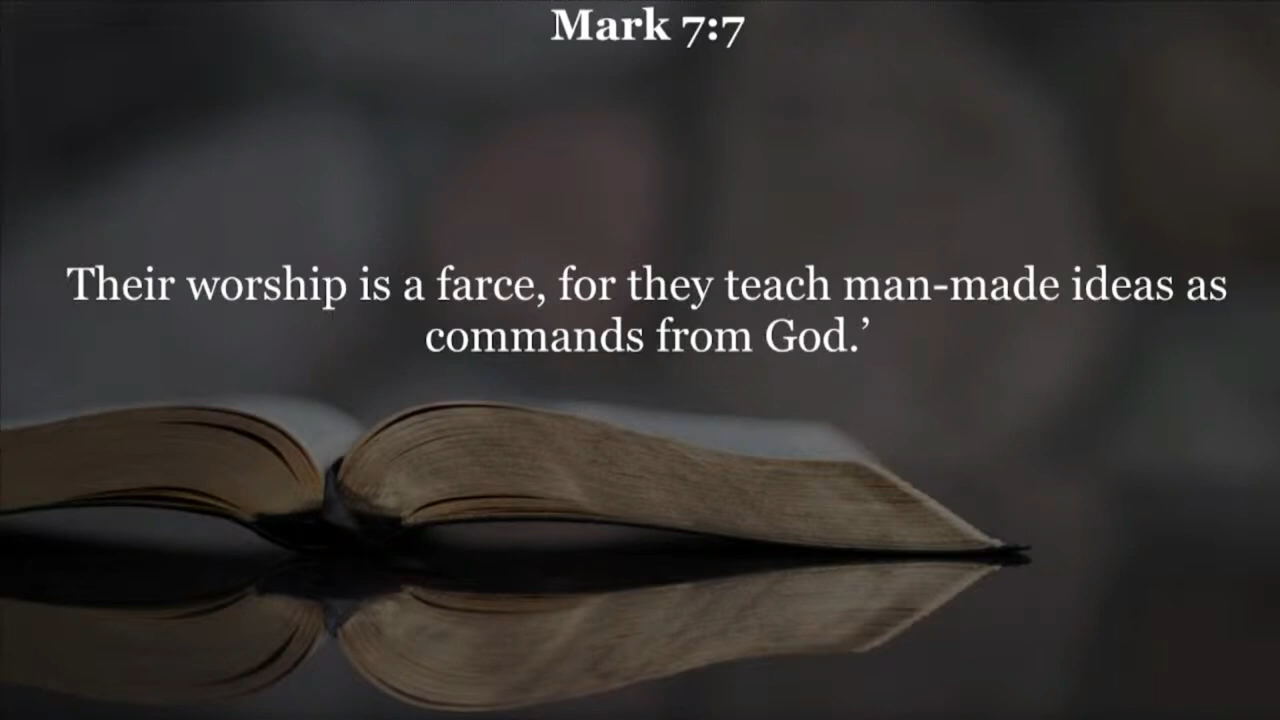 Mark 7:7
Their worship is a farce, for they teach man-made ideas as
commands from God.’